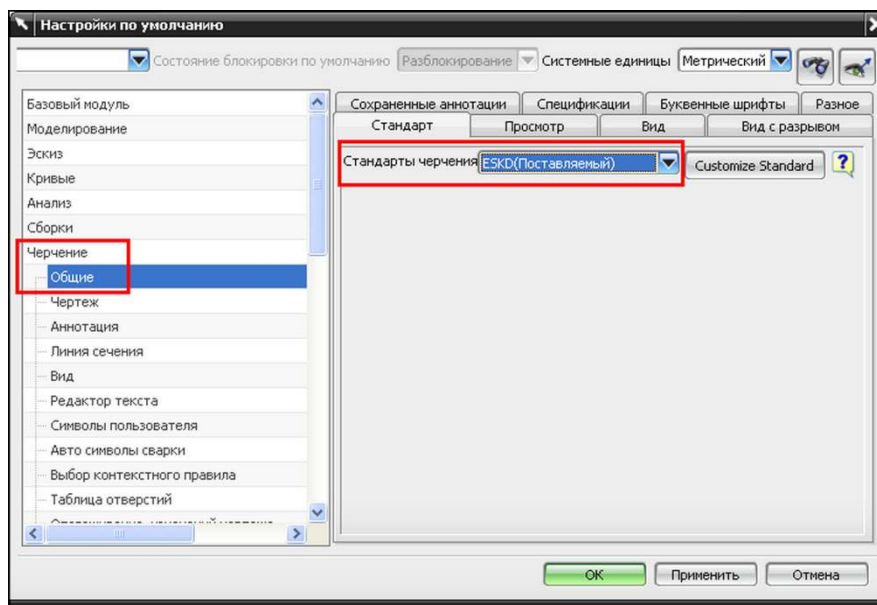 Настройки по умолчанию
Состояние блокировки по умолчанию Разблокирование Системные единицы Метрический
Базовый модуль
Моделирование
Эскиз
Кривые
Анализ
Сборки
Черчение
Общие
Чертеж
Аннотация
Линия сечения
Вид
Редактор текста
Символы пользователя
Авто символы сварки
Выбор контекстного правила
Таблица отверстий
Сохраненные аннотации Спецификации Буквенные шрифты Разное
Стандарт Просмотр Вид Вид с разрывом
Стандарты черчения ESKD(Поставляемый) Customize Standard ?
ОК Применить Отмена